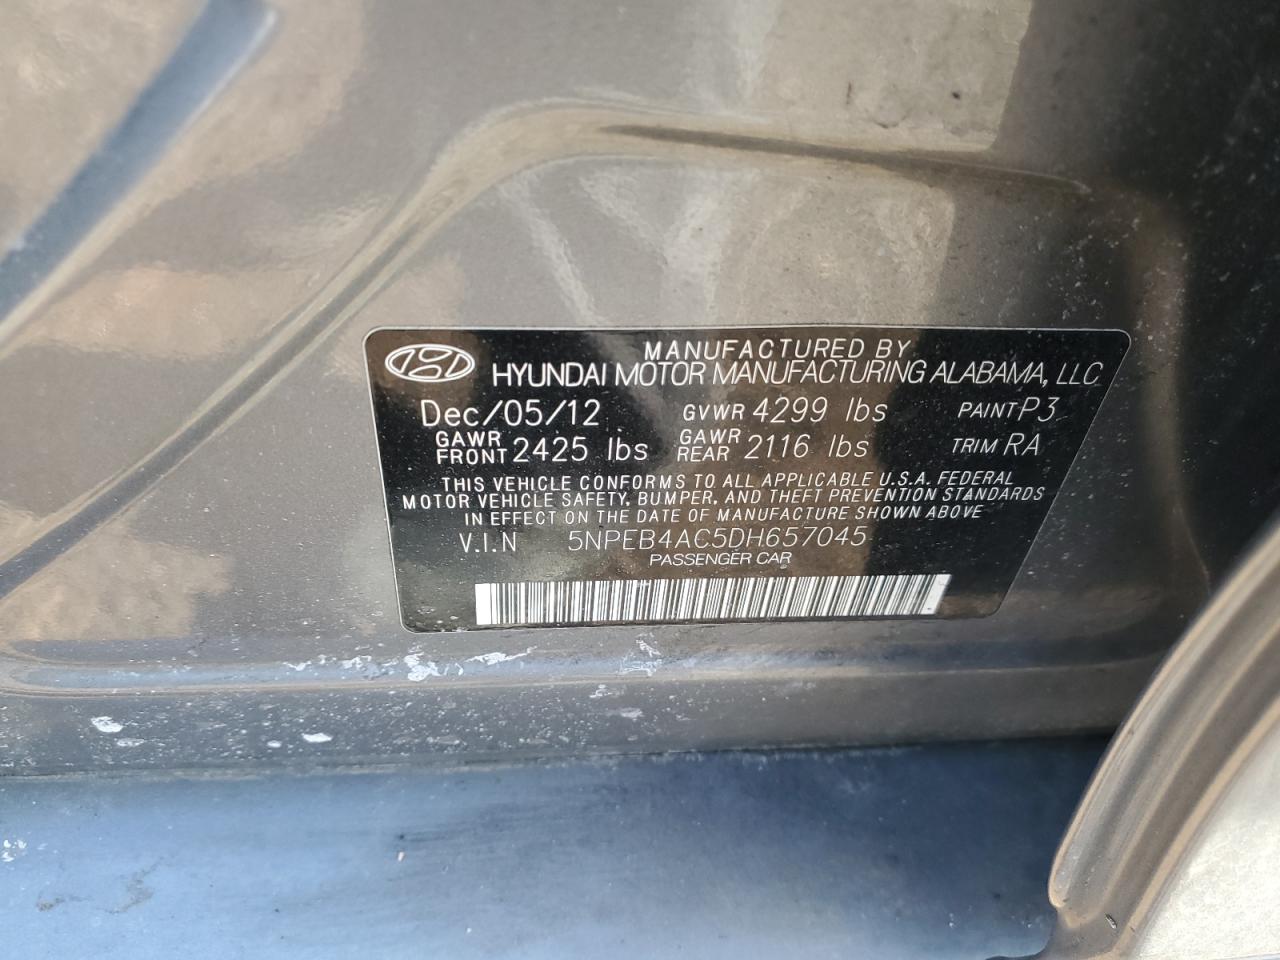 MANUFACTURED BY
HYUNDAI MOTOR MANUFACTURING ALABAMA, LLC
Dec/05/12 GVWR 4299 lbs PAINT P3
GAWR FRONT 2425 lbs GAWR REAR 2116 lbs TRIM RA
THIS VEHICLE CONFORMS TO ALL APPLICABLE U.S.A. FEDERAL
MOTOR VEHICLE SAFETY, BUMPER, AND THEFT PREVENTION STANDARDS
IN EFFECT ON THE DATE OF MANUFACTURE SHOWN ABOVE
V.I.N 5NPEB4AC5DH657045
PASSENGER CAR